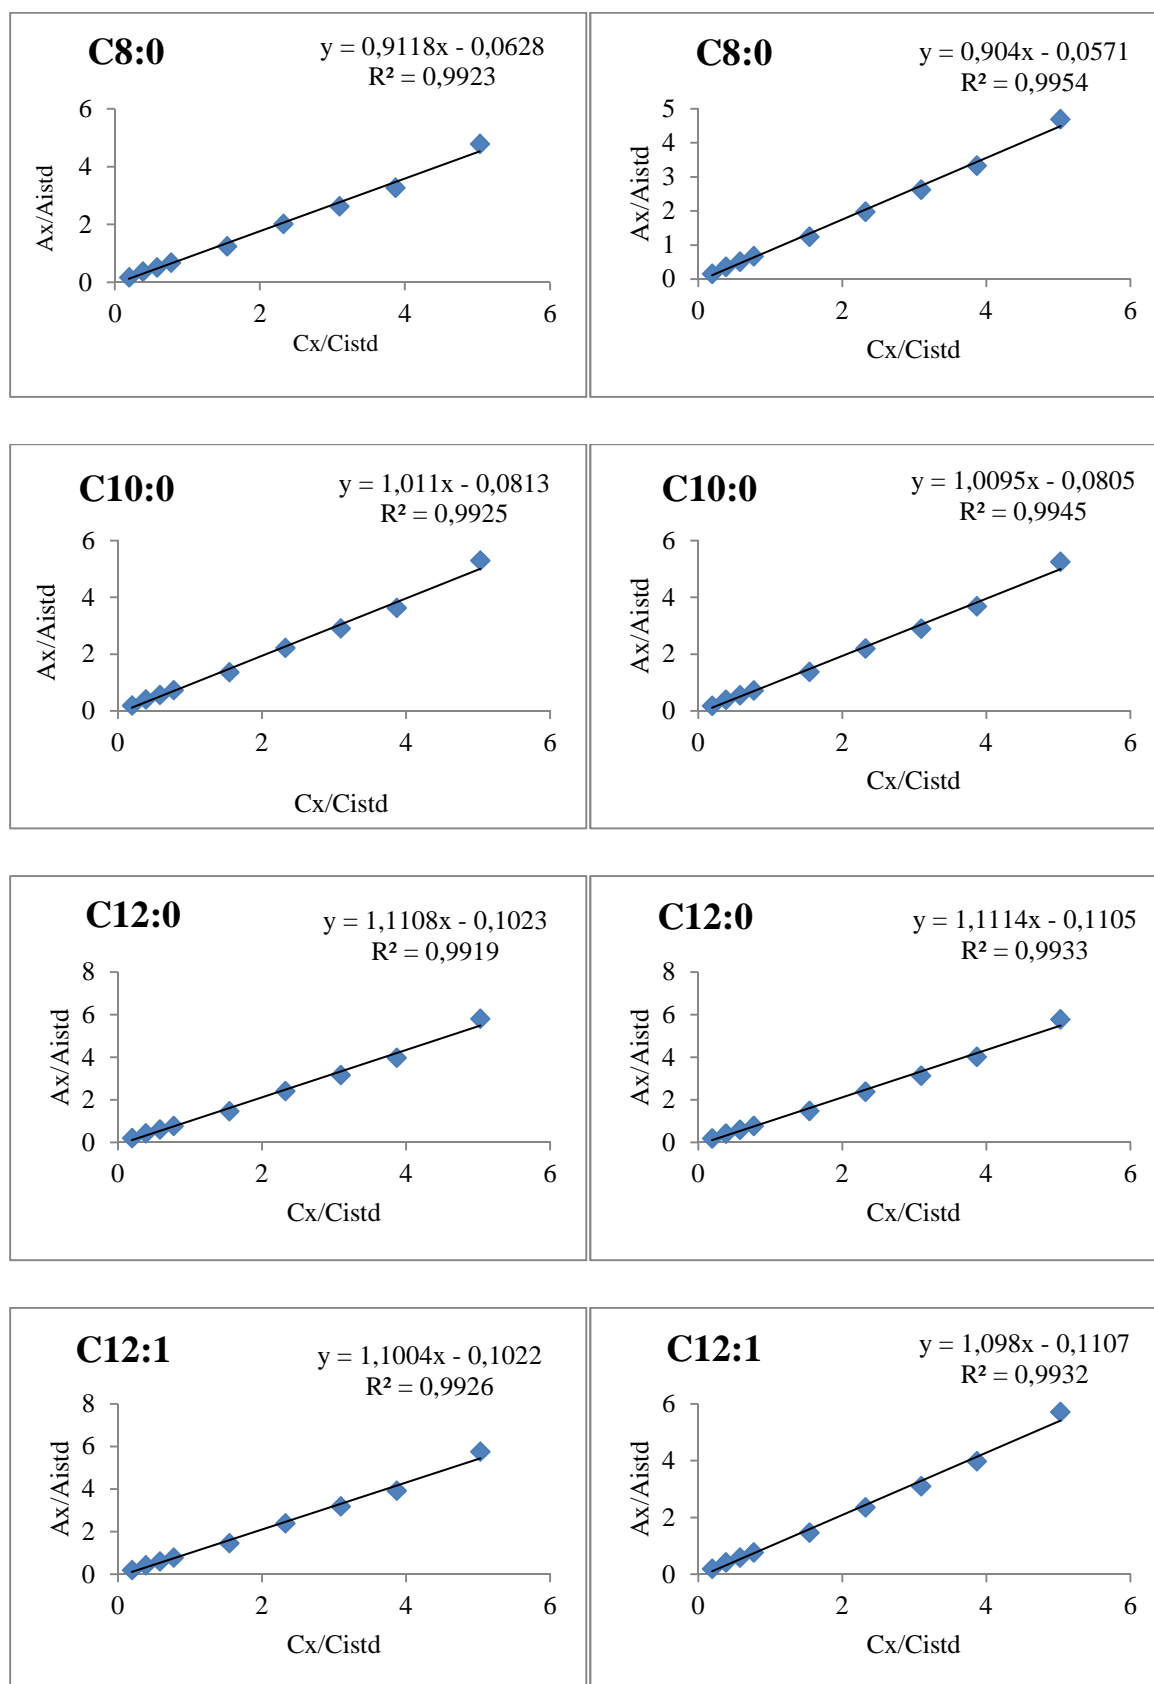 C8:0
y = 0,9118x - 0,0628
R² = 0,9923
6
4
2
0
Ax/Aistd
0 2 4 6
Cx/Cistd
C8:0
y = 0,904x - 0,0571
R² = 0,9954
5
4
3
2
1
0
Ax/Aistd
0 2 4 6
Cx/Cistd
C10:0
y = 1,011x - 0,0813
R² = 0,9925
6
4
2
0
Ax/Aistd
0 2 4 6
Cx/Cistd
C10:0
y = 1,0095x - 0,0805
R² = 0,9945
6
4
2
0
Ax/Aistd
0 2 4 6
Cx/Cistd
C12:0
y = 1,1108x - 0,1023
R² = 0,9919
8
6
4
2
0
Ax/Aistd
0 2 4 6
Cx/Cistd
C12:0
y = 1,1114x - 0,1105
R² = 0,9933
8
6
4
2
0
Ax/Aistd
0 2 4 6
Cx/Cistd
C12:1
y = 1,1004x - 0,1022
R² = 0,9926
8
6
4
2
0
Ax/Aistd
0 2 4 6
Cx/Cistd
C12:1
y = 1,098x - 0,1107
R² = 0,9932
6
4
2
0
Ax/Aistd
0 2 4 6
Cx/Cistd